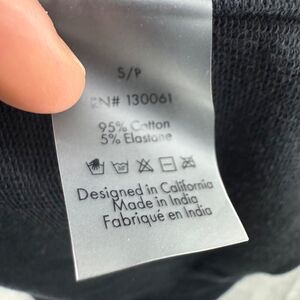 S/P
RN# 130061
95% Cotton
5% Elastane
Designed in California
Made in India
Fabriqué en India